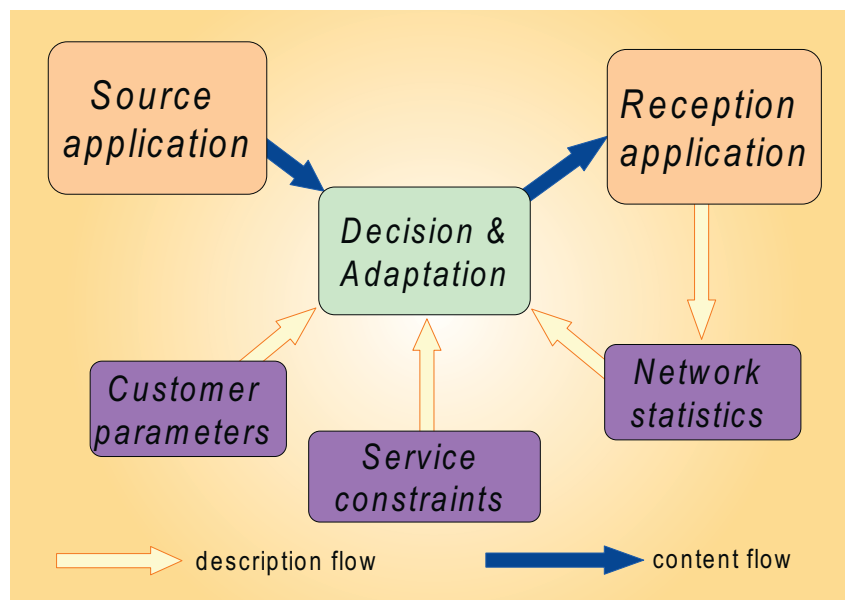 Source
application
Reception
application
Decision &
Adaptation
Customer
parameters
Service
constraints
Network
statistics
description flow
content flow